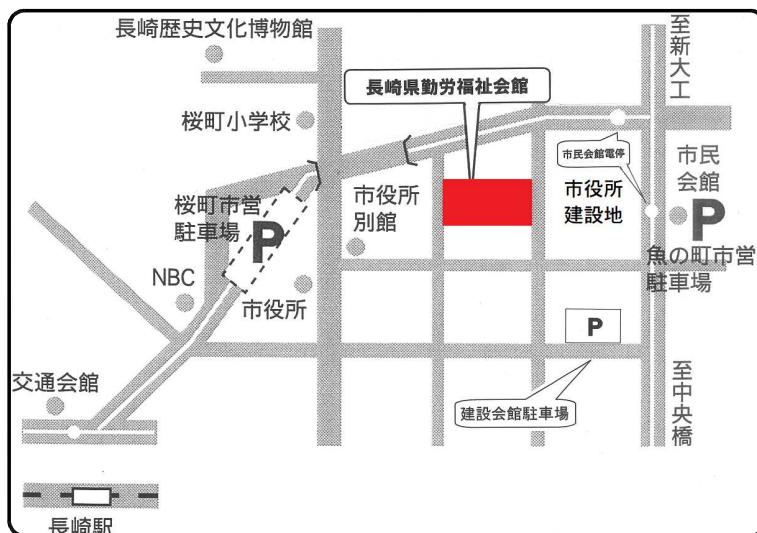 長崎歴史文化博物館
至新大工
長崎県勤労福祉会館
桜町小学校
市民会館電停
市民
会館
P
市役所
建設地
桜町市営
駐車場
P
市役所
別館
魚の町市営
駐車場
NBC
市役所
P
交通会館
建設会館駐車場
至中央橋
長崎駅